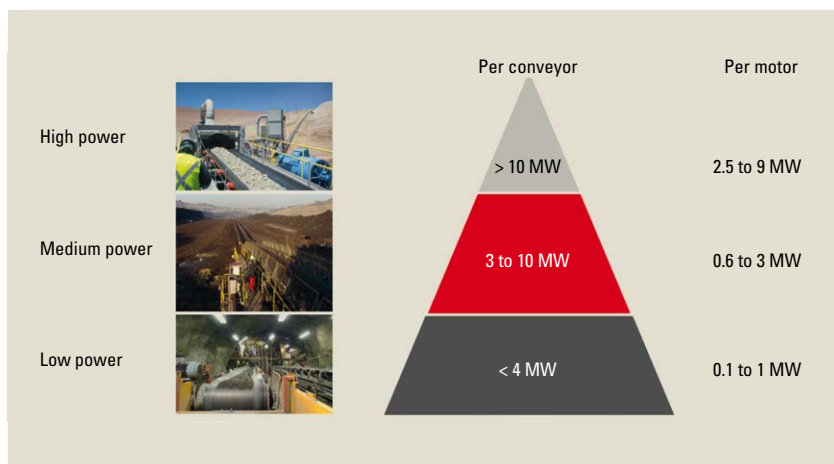 Per conveyor Per motor
High power > 10 MW 2.5 to 9 MW
Medium power 3 to 10 MW 0.6 to 3 MW
Low power < 4 MW 0.1 to 1 MW